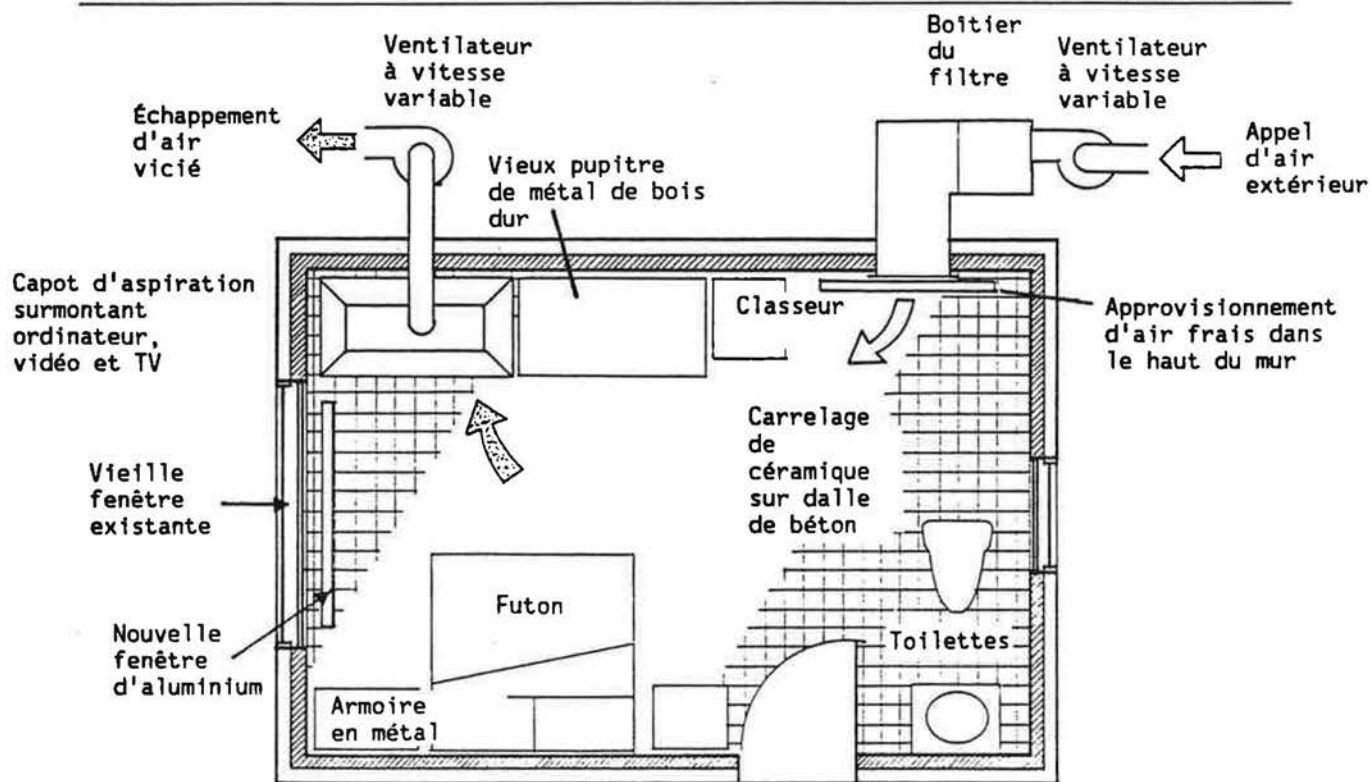 Ventilateur
à vitesse
variable
Boîtier
du
filtre
Ventilateur
à vitesse
variable
Échappement
d'air
vicié
Appel
d'air
extérieur
Vieux pupitre
de métal de bois
dur
Capot d'aspiration
surmontant
ordinateur,
vidéo et TV
Classeur
Approvisionnement
d'air frais dans
le haut du mur
Carrelage
de
céramique
sur dalle
de béton
Vieille
fenêtre
existante
Futon
Nouvelle
fenêtre
d'aluminium
Toilettes
Armoire
en métal